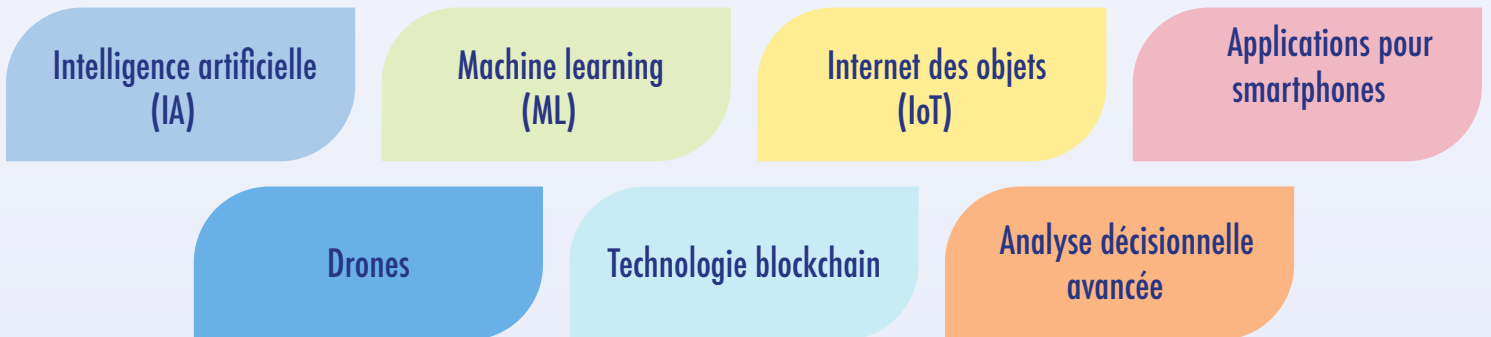 Intelligence artificielle
(IA)
Machine learning
(ML)
Internet des objets
(IoT)
Applications pour
smartphones
Drones
Technologie blockchain
Analyse décisionnelle
avancée